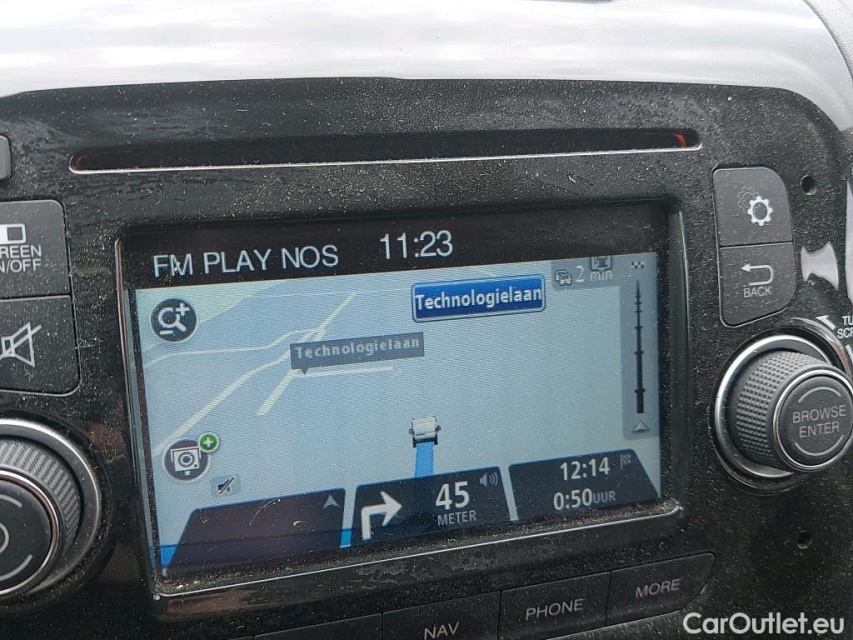 FM PLAY NOS 11:23
Technologielaan
2 min
Technologielaan
BACK
BROWSE
ENTER
45
METER
12:14
0:50UUR
NAV
PHONE
MORE
CarOutlet.eu